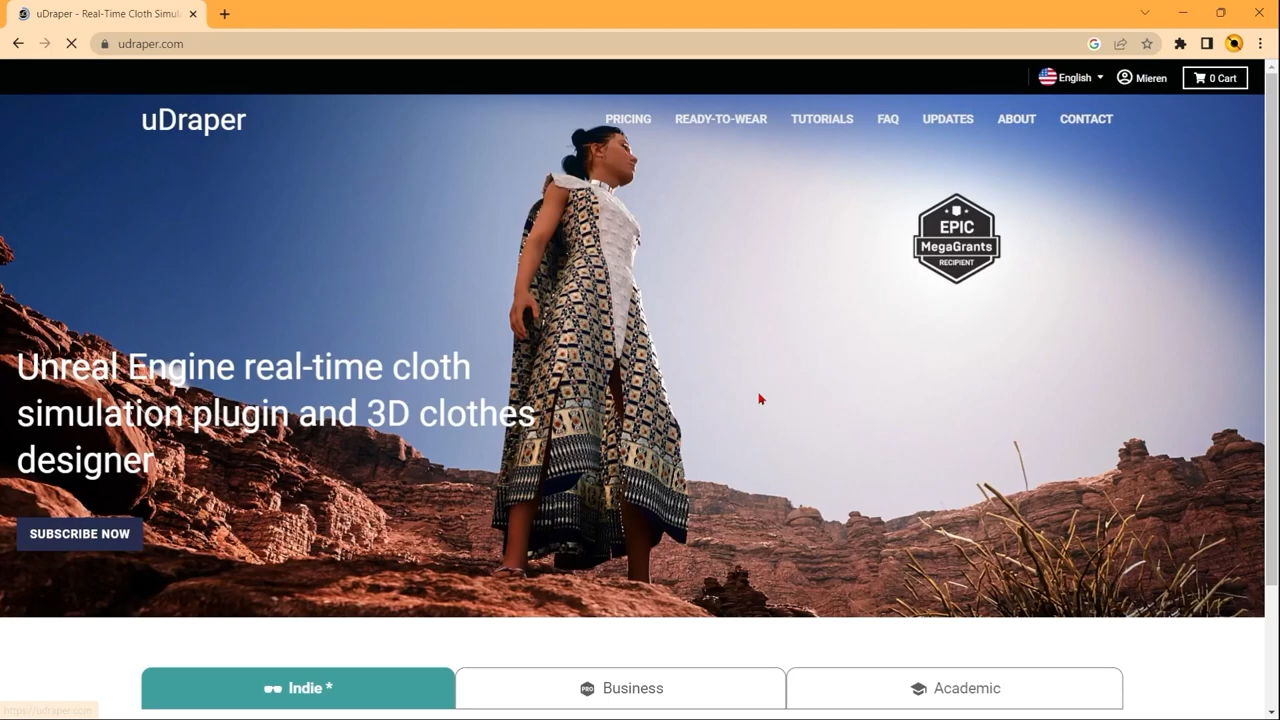 uDraper - Real-Time Cloth Simul
udraper.com
English
Mieren
0 Cart
uDraper
PRICING
READY-TO-WEAR
TUTORIALS
FAQ
UPDATES
ABOUT
CONTACT
EPIC
MegaGrants
RECIPIENT
Unreal Engine real-time cloth
simulation plugin and 3D clothes
designer
SUBSCRIBE NOW
Indie *
PRO
Business
Academic
https://udraper.com